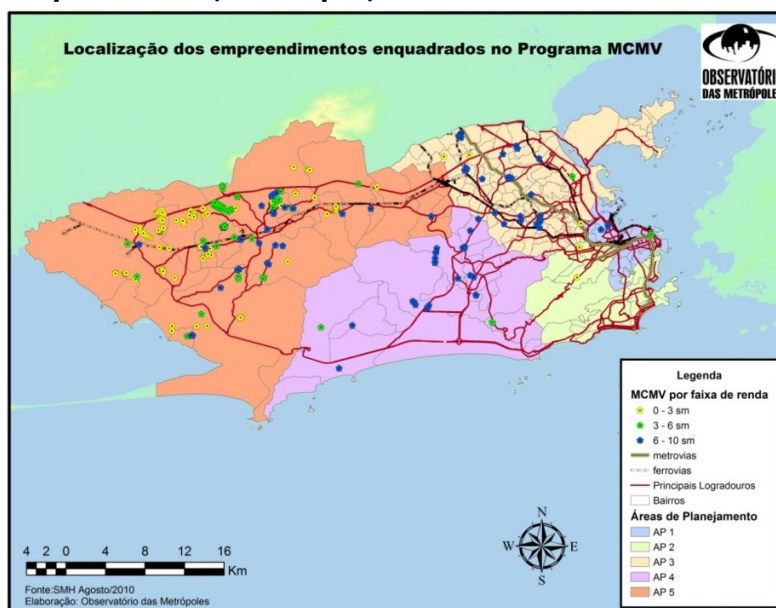 Localização dos empreendimentos enquadrados no Programa MCMV
OBSERVATÓRIO
DAS METRÓPOLES
Legenda
MCMV por faixa de renda
0 - 3 sm
3 - 6 sm
6 - 10 sm
metrovias
ferrovias
Principais Logradouros
Bairros
Áreas de Planejamento
AP 1
AP 2
AP 3
AP 4
AP 5
N
W E
S
4 2 0 4 8 12 16
Km
Fonte:SMH Agosto/2010
Elaboração: Observatório das Metrópoles